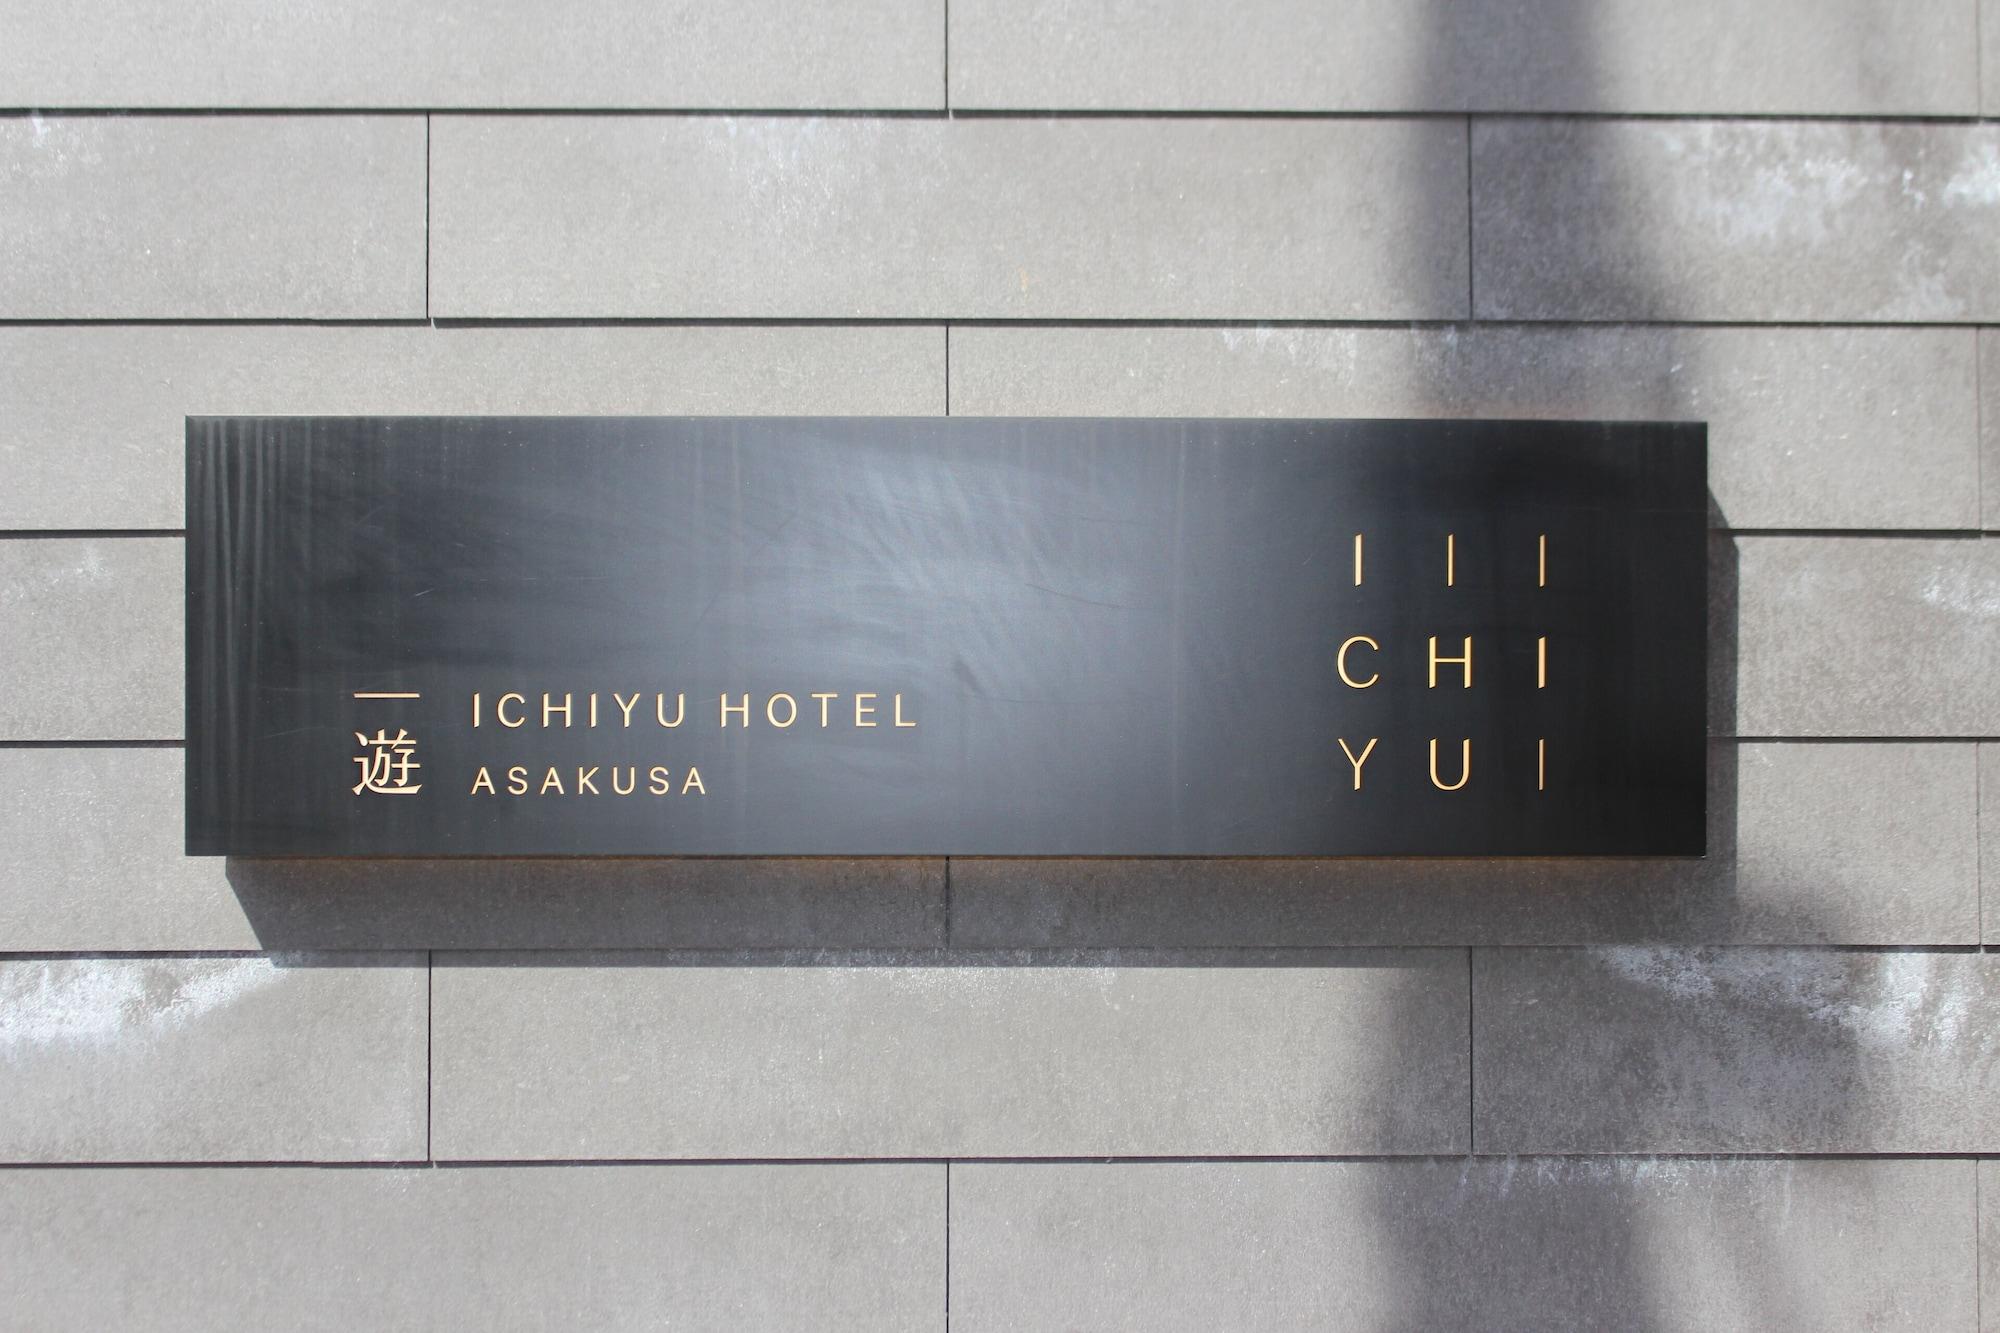 一遊
ICHIYU HOTEL
ASAKUSA
I I I
C H I
Y U I